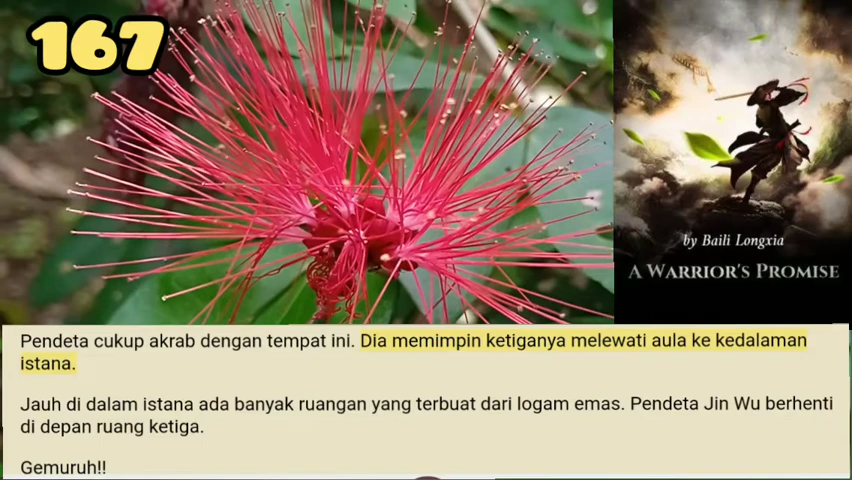 167
by Baili Longxia
A WARRIOR'S PROMISE
Pendeta cukup akrab dengan tempat ini. Dia memimpin ketiganya melewati aula ke kedalaman
istana.
Jauh di dalam istana ada banyak ruangan yang terbuat dari logam emas. Pendeta Jin Wu berhenti
di depan ruang ketiga.
Gemuruh!!